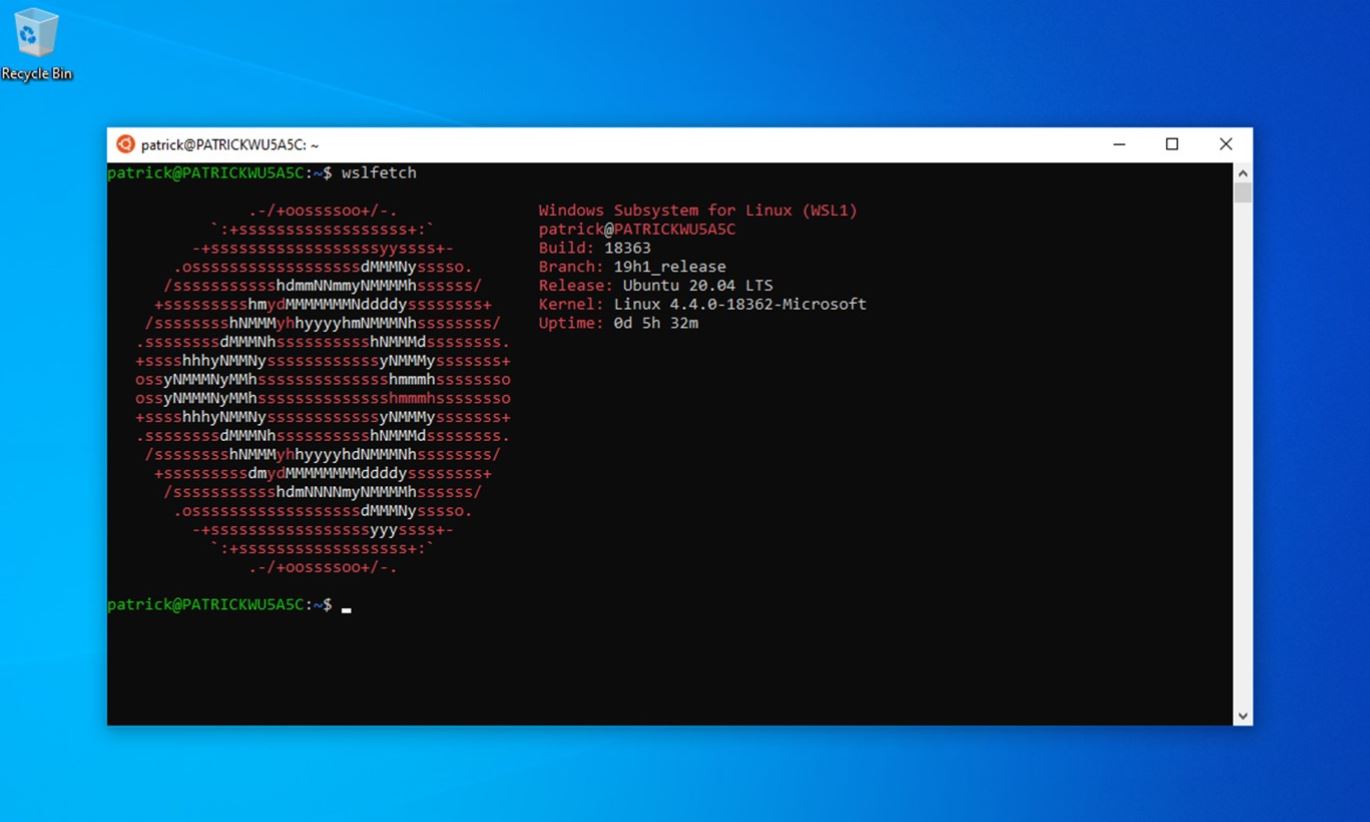 Recycle Bin
patrick@PATRICKWU5A5C: ~
patrick@PATRICKWU5A5C:~$ wslfetch
.-/+oossssoo+/-. Windows Subsystem for Linux (WSL1)
`:+ssssssssssssssssss+:` patrick@PATRICKWU5A5C
-+ssssssssssssssssssyyssss+- Build: 18363
.ossssssssssssssssssdMMMNysssso. Branch: 19h1_release
/ssssssssssshdmmNNmmyNMMMMhssssss/ Release: Ubuntu 20.04 LTS
+ssssssssshmydMMMMMMMNddddyssssssss+ Kernel: Linux 4.4.0-18362-Microsoft
/sssssssshNMMMyhhyyyyhmNMMMNhssssssss/ Uptime: 0d 5h 32m
.ssssssssdMMMNhsssssssssshNMMMdssssssss.
+sssshhhyNMMNyssssssssssssyNMMMysssssss+
ossyNMMMNyMMhsssssssssssssshmmmhssssssso
ossyNMMMNyMMhsssssssssssssshmmmhssssssso
+sssshhhyNMMNyssssssssssssyNMMMysssssss+
.ssssssssdMMMNhsssssssssshNMMMdssssssss.
/sssssssshNMMMyhhyyyyhdNMMMNhssssssss/
+sssssssssdmydMMMMMMMMddddyssssssss+
/ssssssssssshdmNNNNmyNMMMMhssssss/
.ossssssssssssssssssdMMMNysssso.
-+sssssssssssssssssyyyssss+-
`:+ssssssssssssssssss+:`
.-/+oossssoo+/-.
patrick@PATRICKWU5A5C:~$